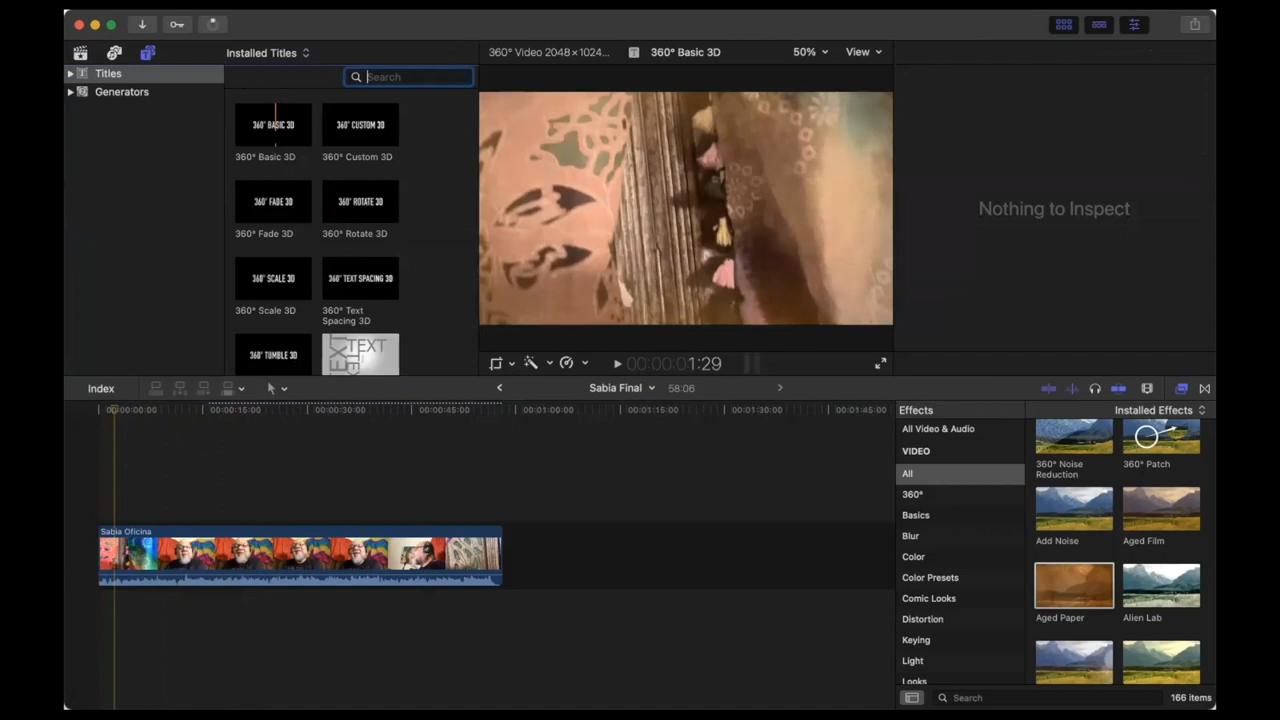 Installed Titles
360° Video 2048×1024...
360° Basic 3D
50%
View
Titles
Search
Generators
360° BASIC 3D
360° CUSTOM 3D
360° Basic 3D
360° Custom 3D
360° FADE 3D
360° ROTATE 3D
360° Fade 3D
360° Rotate 3D
Nothing to Inspect
360° SCALE 3D
360° TEXT SPACING 3D
360° Scale 3D
360° Text
Spacing 3D
360° TUMBLE 3D
TEXT
TEXT
00:00:00:01:29
Index
Sabia Final
58:06
00:00:00:00
00:00:15:00
00:00:30:00
00:00:45:00
00:01:00:00
00:01:15:00
00:01:30:00
00:01:45:00
Sabia Oficina
Effects
Installed Effects
All Video & Audio
VIDEO
All
360°
Basics
Blur
Color
Color Presets
Comic Looks
Distortion
Keying
Light
Looks
360° Noise
Reduction
360° Patch
Add Noise
Aged Film
Aged Paper
Alien Lab
Search
166 items